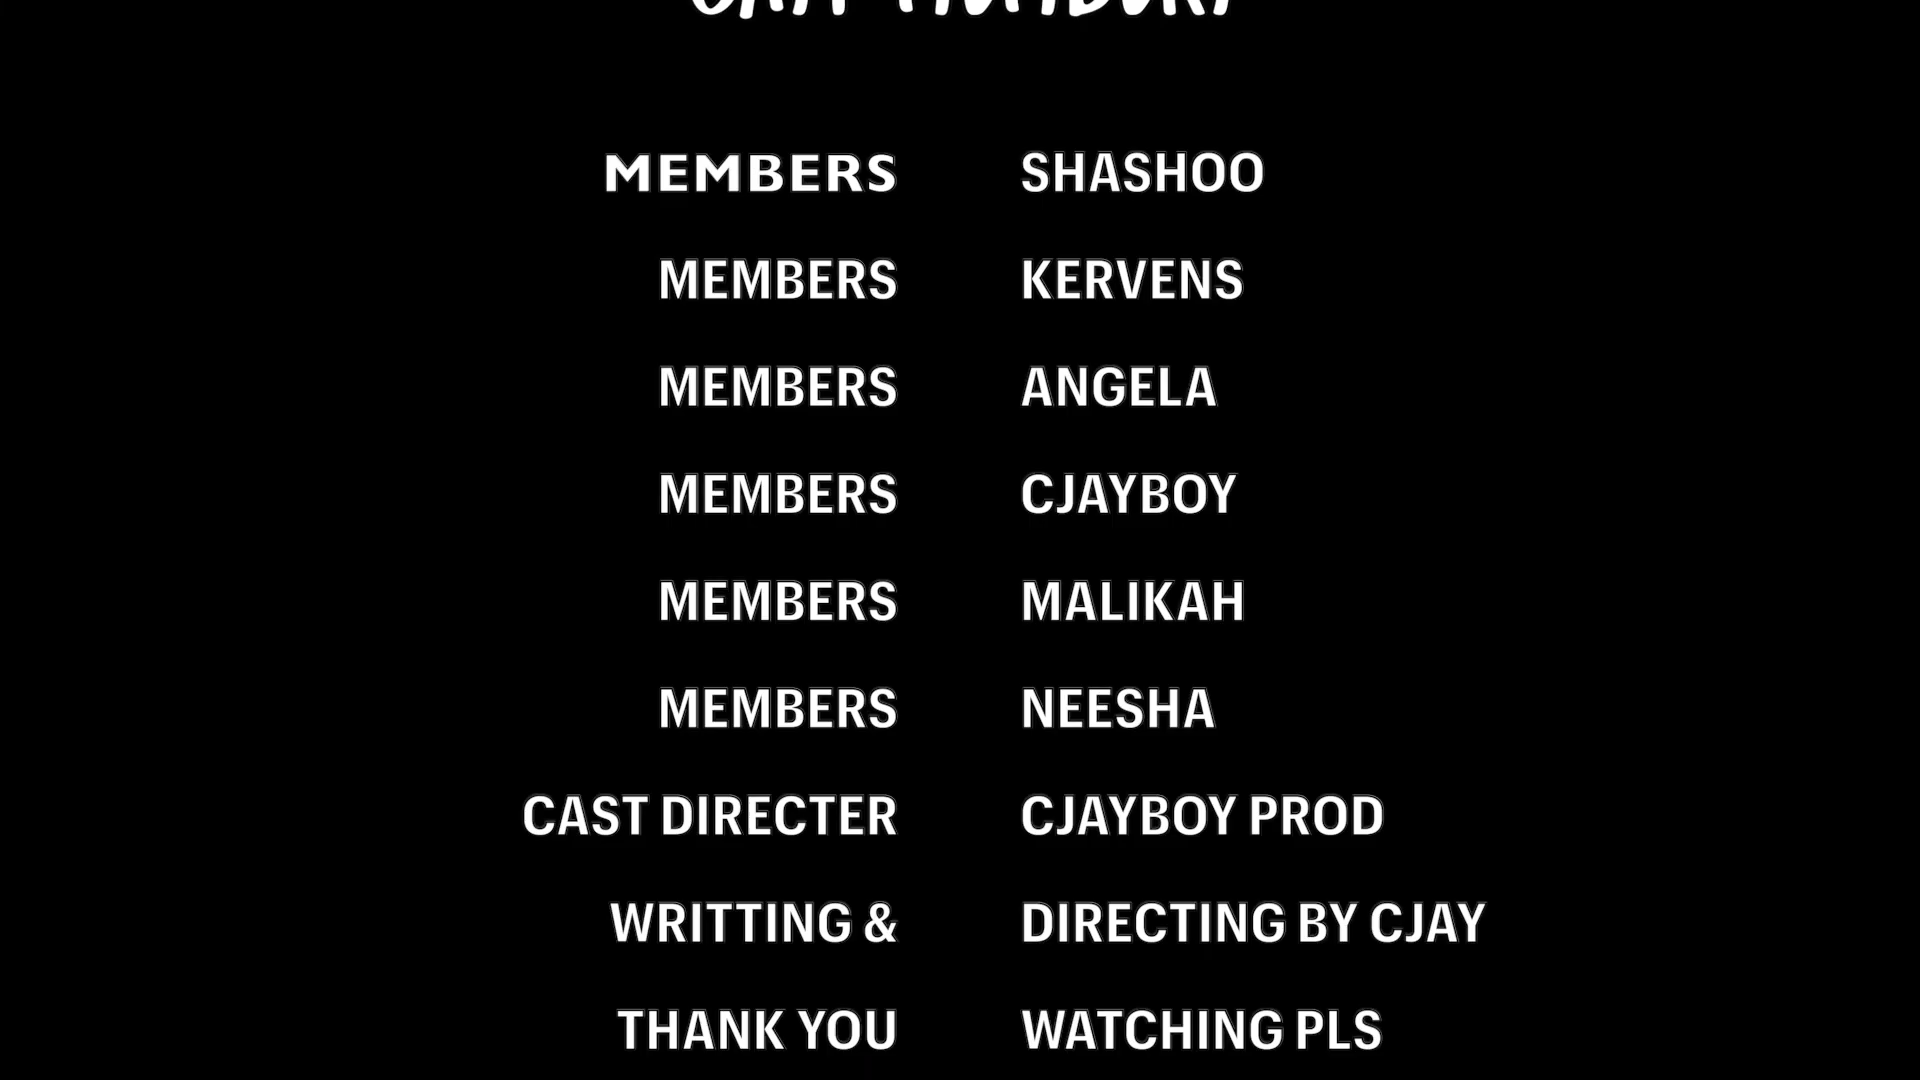 MEMBERS SHASHOO
MEMBERS KERVENS
MEMBERS ANGELA
MEMBERS CJAYBOY
MEMBERS MALIKAH
MEMBERS NEESHA
CAST DIRECTER CJAYBOY PROD
WRITTING & DIRECTING BY CJAY
THANK YOU WATCHING PLS